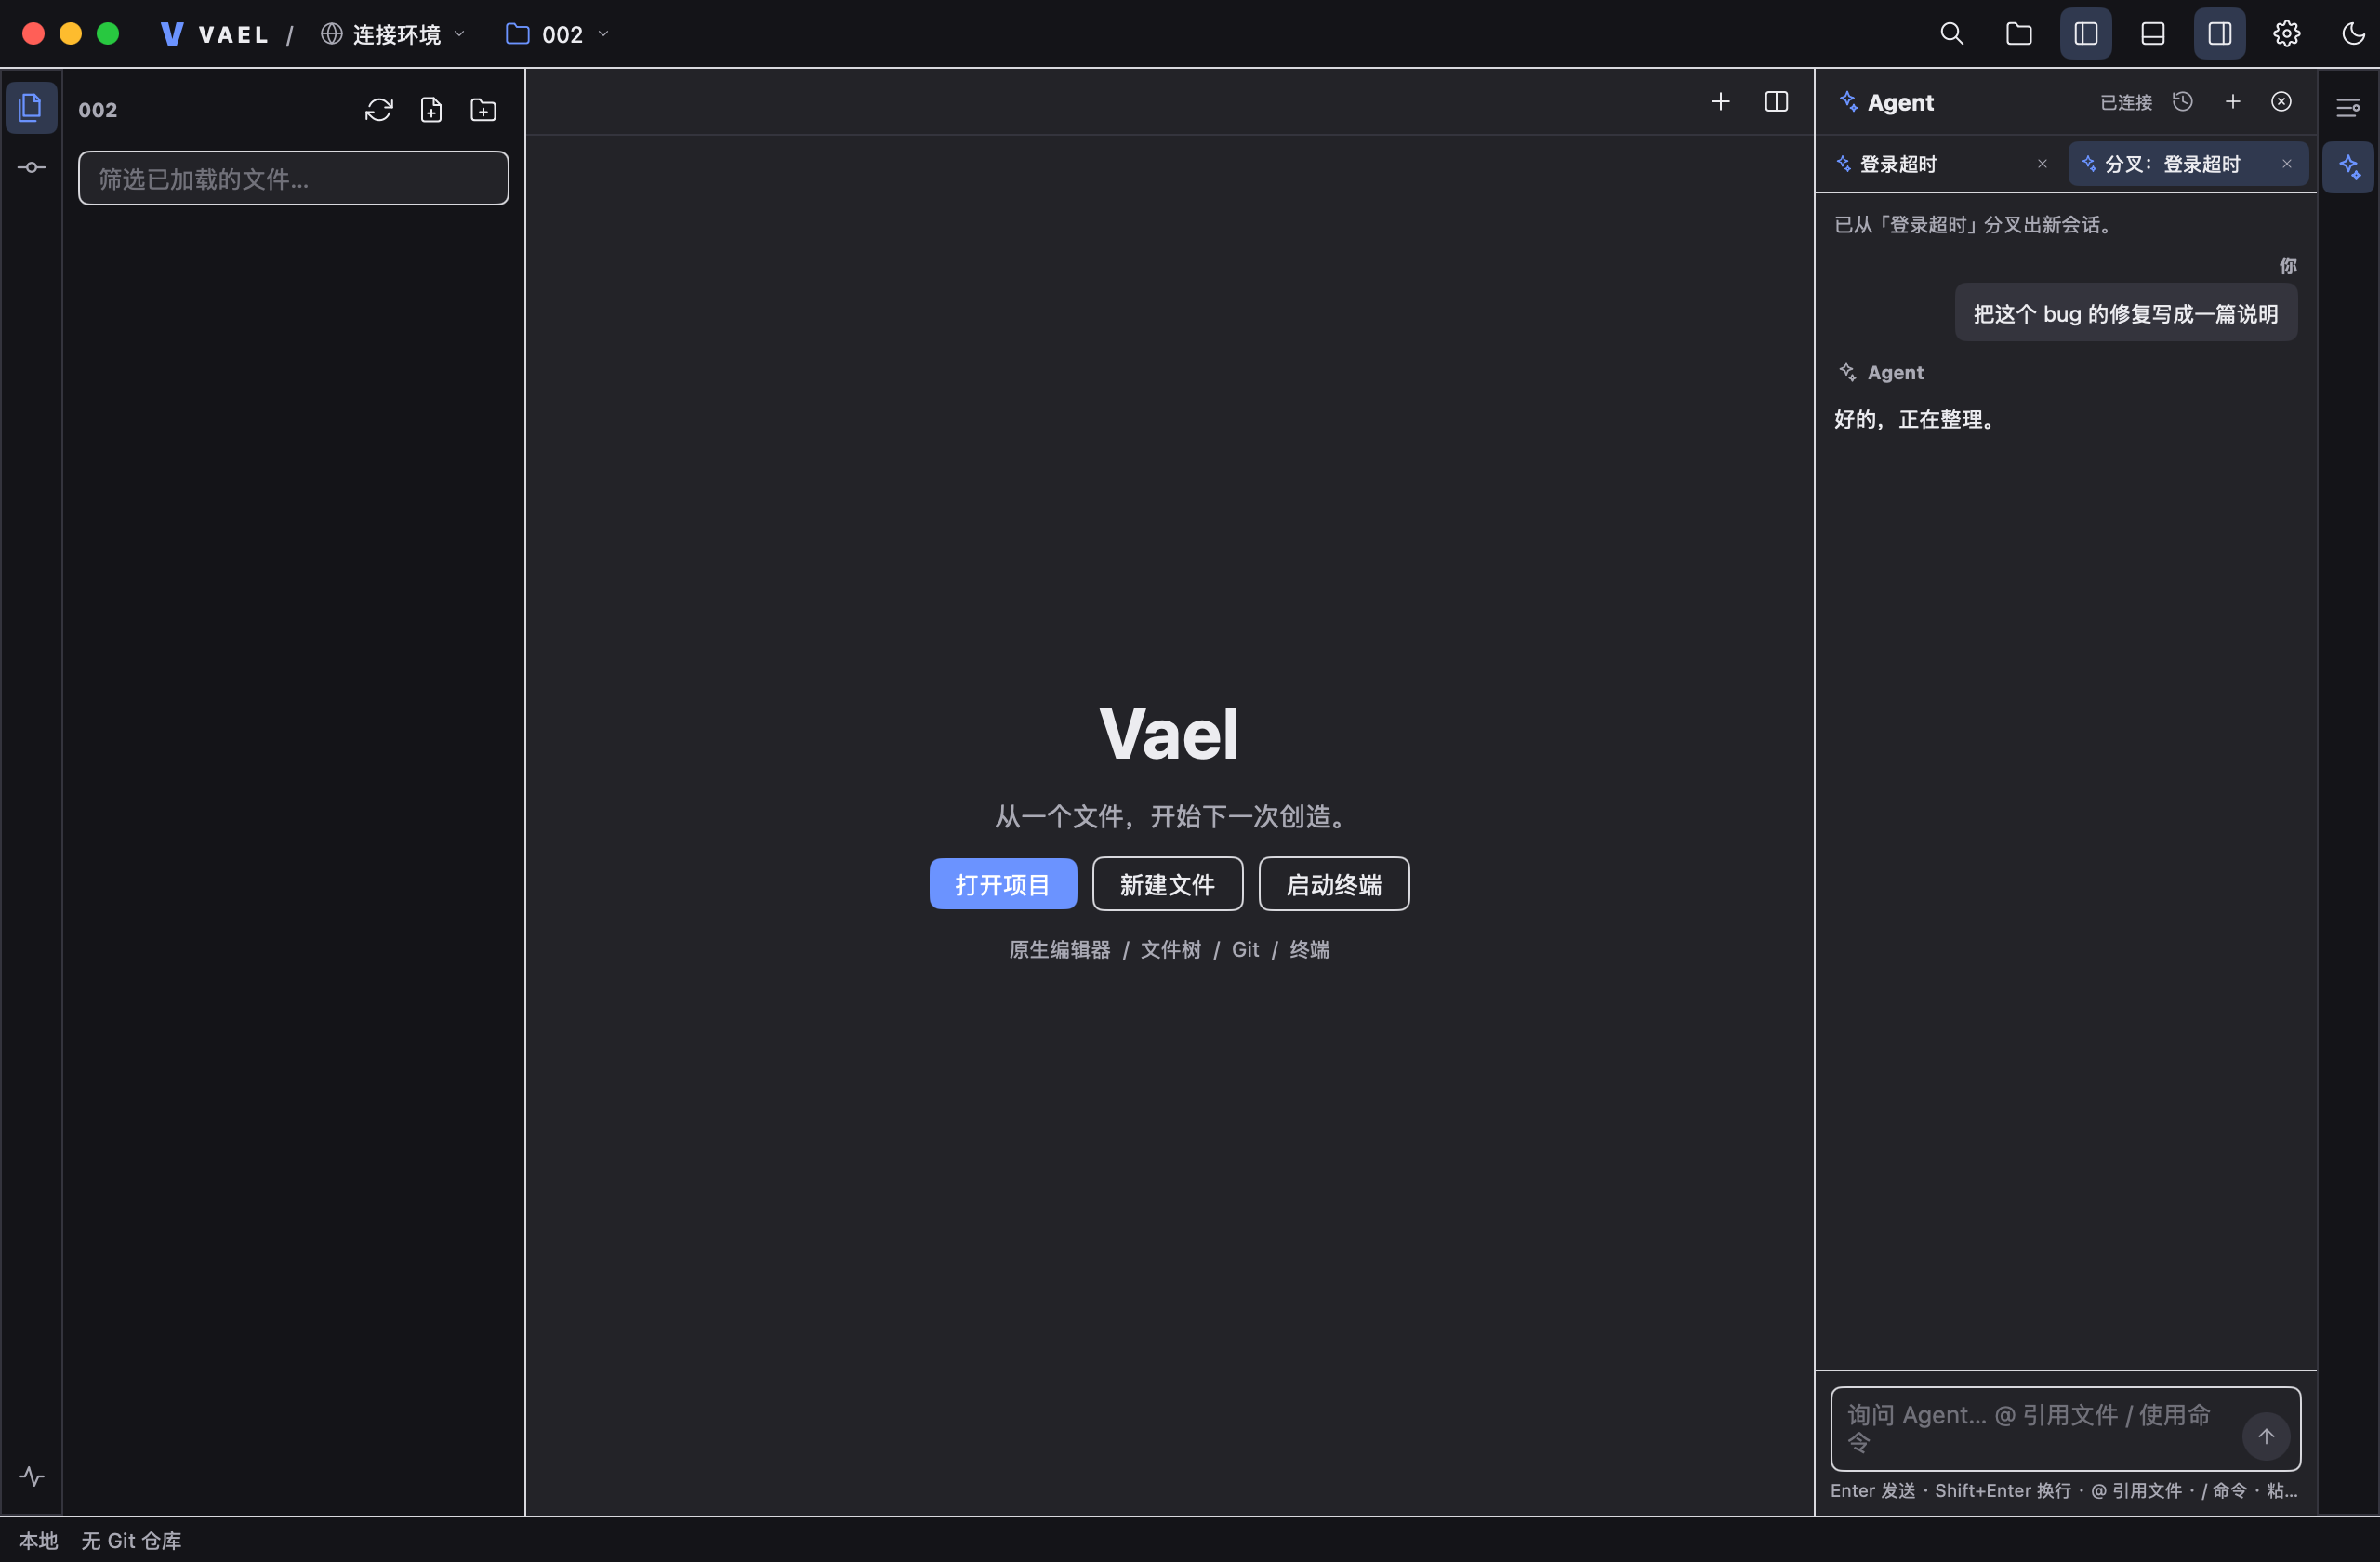 VAEL / 连接环境 002
002
筛选已加载的文件...
Agent 已连接
登录超时 分叉：登录超时
已从「登录超时」分叉出新会话。
你
把这个 bug 的修复写成一篇说明
Agent
好的，正在整理。
Vael
从一个文件，开始下一次创造。
打开项目 新建文件 启动终端
原生编辑器 / 文件树 / Git / 终端
询问 Agent... @ 引用文件 / 使用命
令
Enter 发送 · Shift+Enter 换行 · @ 引用文件 · / 命令 · 粘...
本地 无 Git 仓库